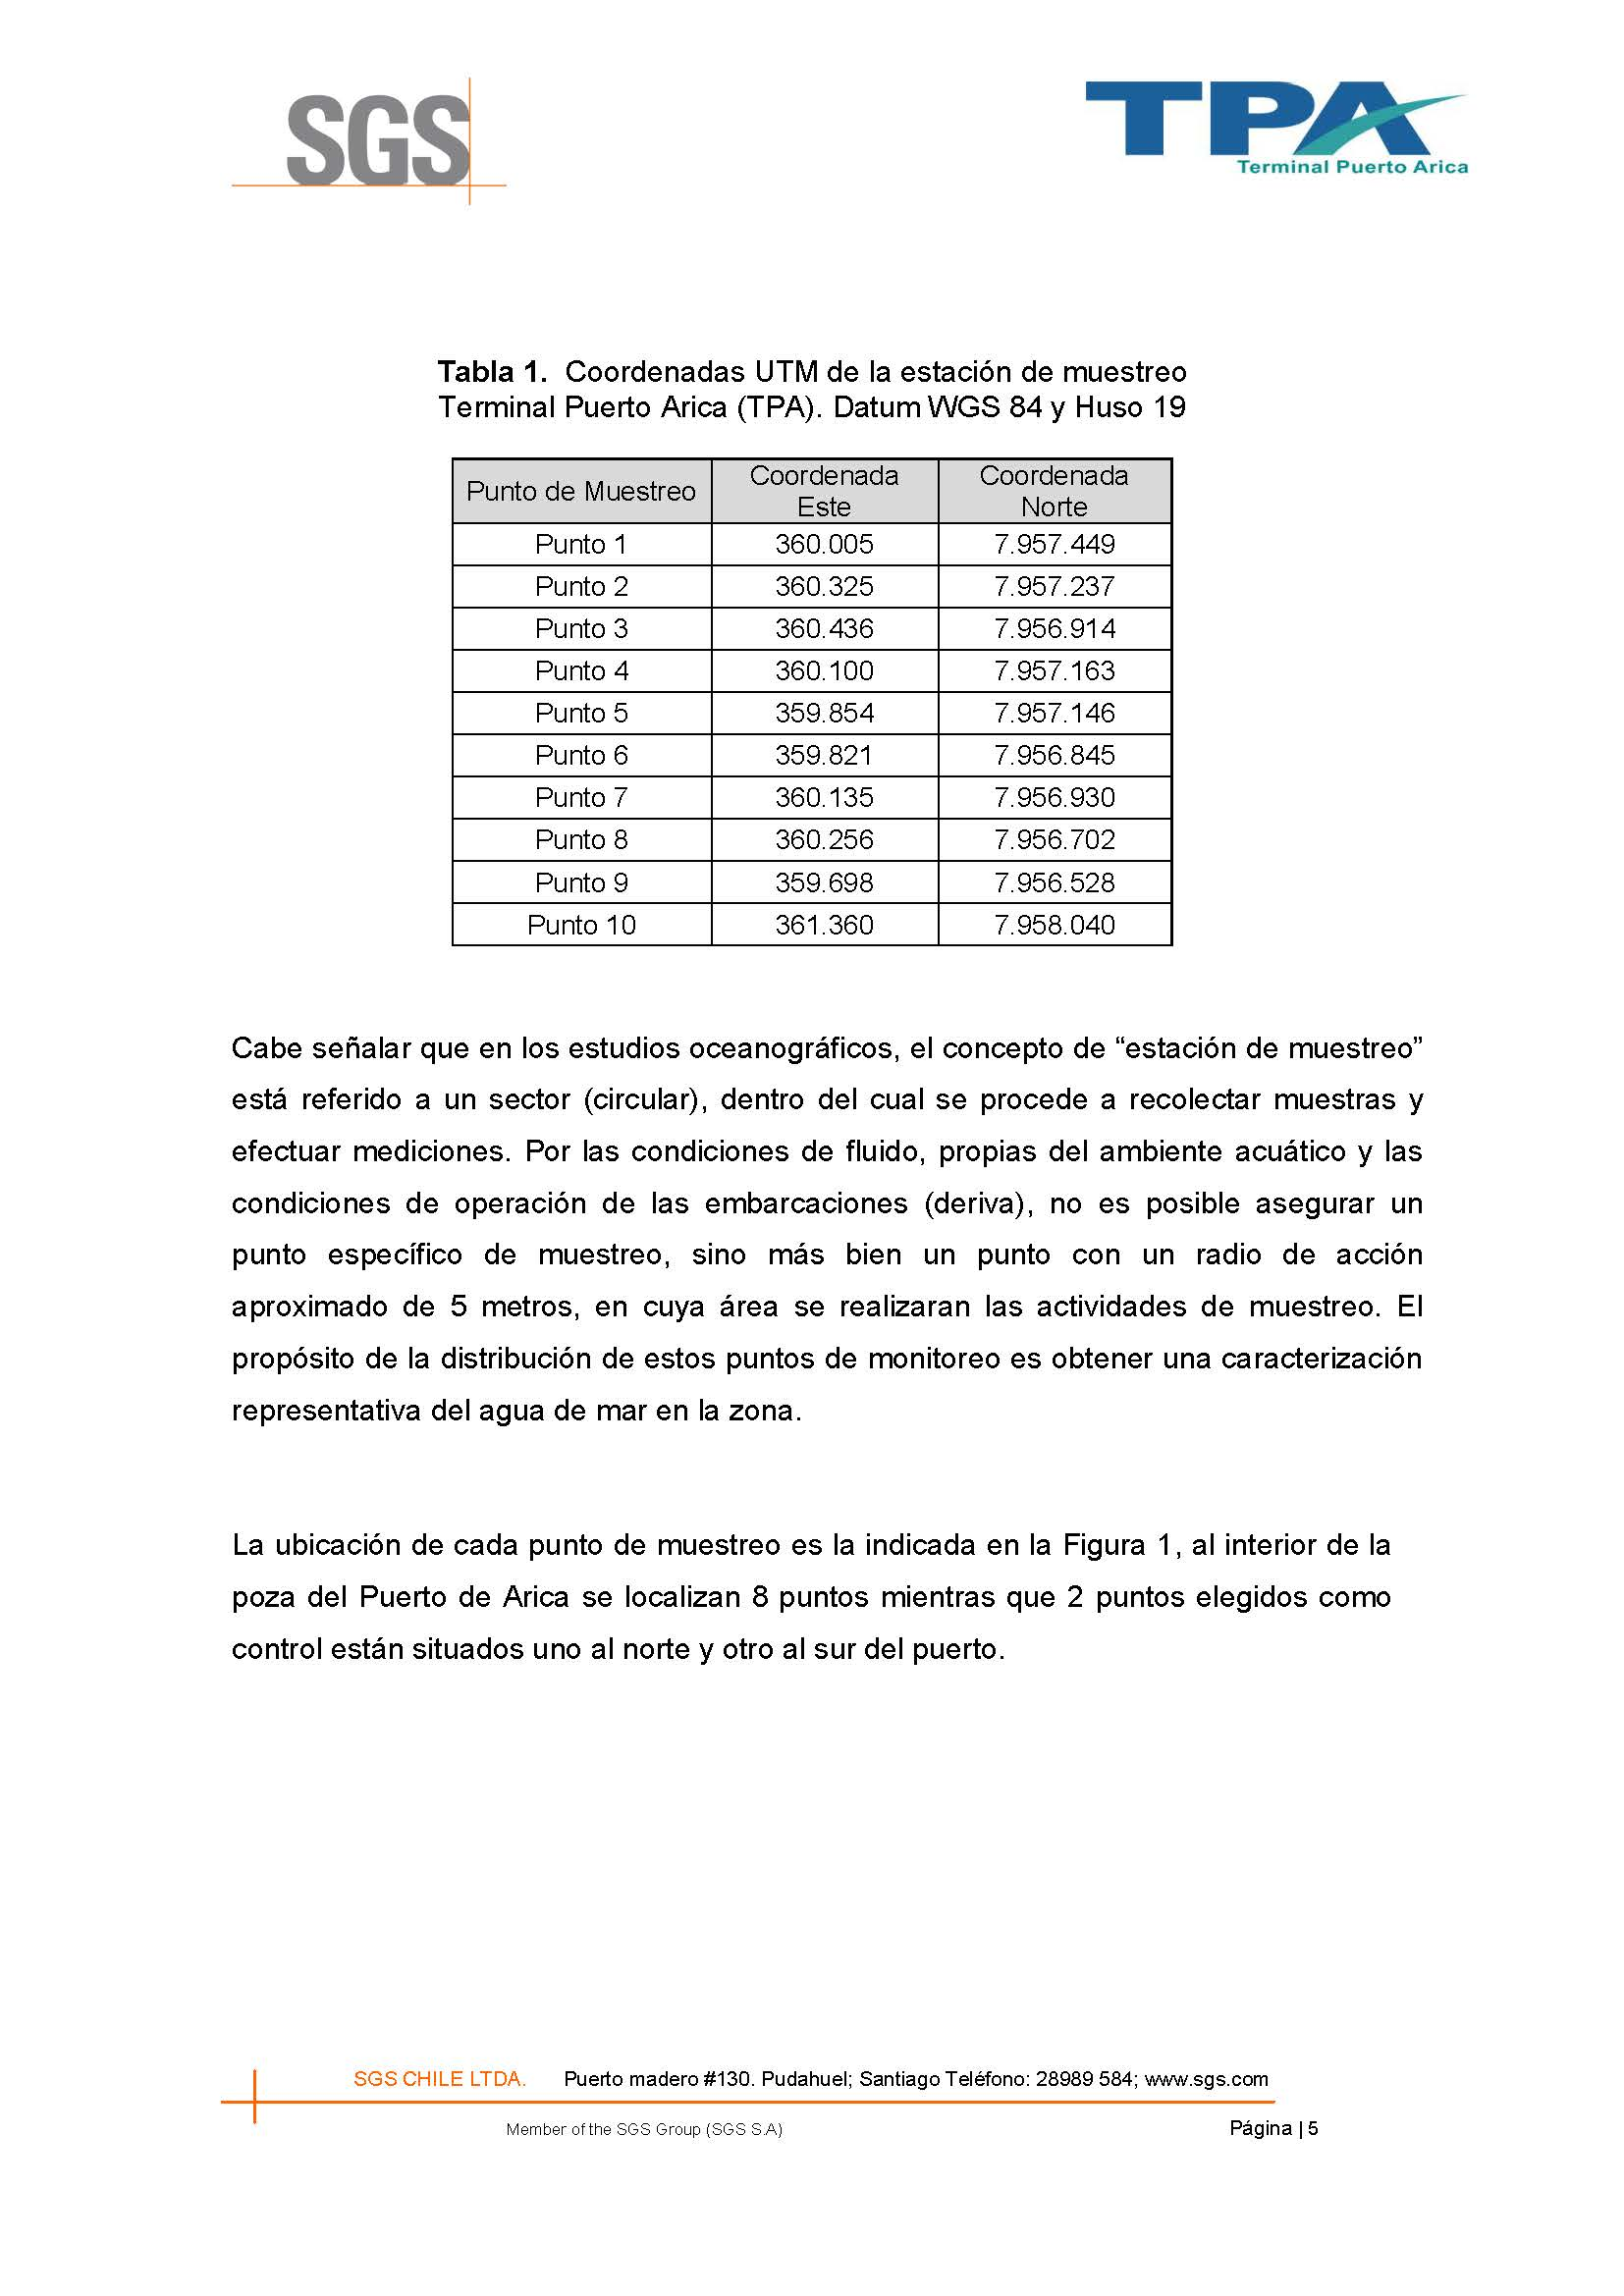 SGS
TPA
Terminal Puerto Arica
Tabla 1. Coordenadas UTM de la estación de muestreo
Terminal Puerto Arica (TPA). Datum WGS 84 y Huso 19
Punto de Muestreo Coordenada Este Coordenada Norte
Punto 1 360.005 7.957.449
Punto 2 360.325 7.957.237
Punto 3 360.436 7.956.914
Punto 4 360.100 7.957.163
Punto 5 359.854 7.957.146
Punto 6 359.821 7.956.845
Punto 7 360.135 7.956.930
Punto 8 360.256 7.956.702
Punto 9 359.698 7.956.528
Punto 10 361.360 7.958.040
Cabe señalar que en los estudios oceanográficos, el concepto de “estación de muestreo”
está referido a un sector (circular), dentro del cual se procede a recolectar muestras y
efectuar mediciones. Por las condiciones de fluido, propias del ambiente acuático y las
condiciones de operación de las embarcaciones (deriva), no es posible asegurar un
punto específico de muestreo, sino más bien un punto con un radio de acción
aproximado de 5 metros, en cuya área se realizaran las actividades de muestreo. El
propósito de la distribución de estos puntos de monitoreo es obtener una caracterización
representativa del agua de mar en la zona.
La ubicación de cada punto de muestreo es la indicada en la Figura 1, al interior de la
poza del Puerto de Arica se localizan 8 puntos mientras que 2 puntos elegidos como
control están situados uno al norte y otro al sur del puerto.
SGS CHILE LTDA. Puerto madero #130. Pudahuel; Santiago Teléfono: 28989 584; www.sgs.com
Member of the SGS Group (SGS S.A) Página | 5